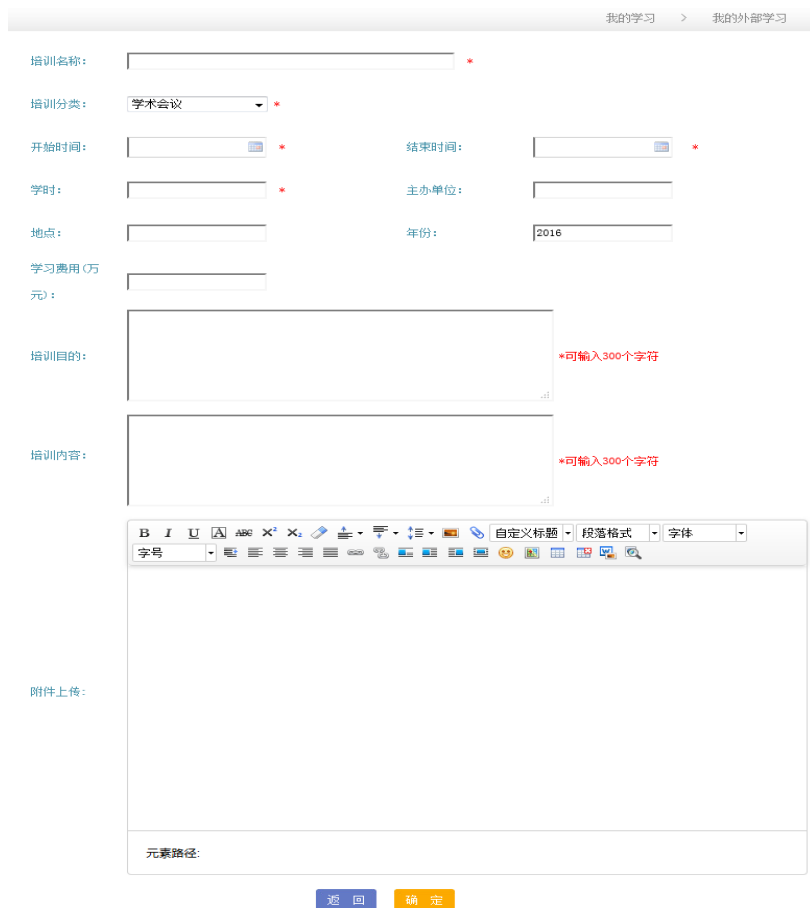 我的学习 > 我的外部学习
培训名称: *
培训分类: 学术会议 *
开始时间: * 结束时间: *
学时: * 主办单位:
地点: 年份: 2016
学习费用(万
元):
培训目的: *可输入300个字符
培训内容: *可输入300个字符
B I U A ABC X² X₂ 自定义标题 段落格式 字体
字号
附件上传:
元素路径:
返 回 确 定